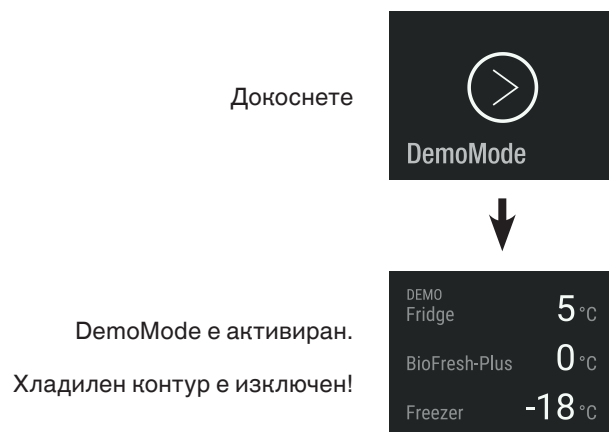 Докоснете
DemoMode
DemoMode е активиран.
Хладилен контур е изключен!
DEMO
Fridge 5 °C
BioFresh-Plus 0 °C
Freezer -18 °C